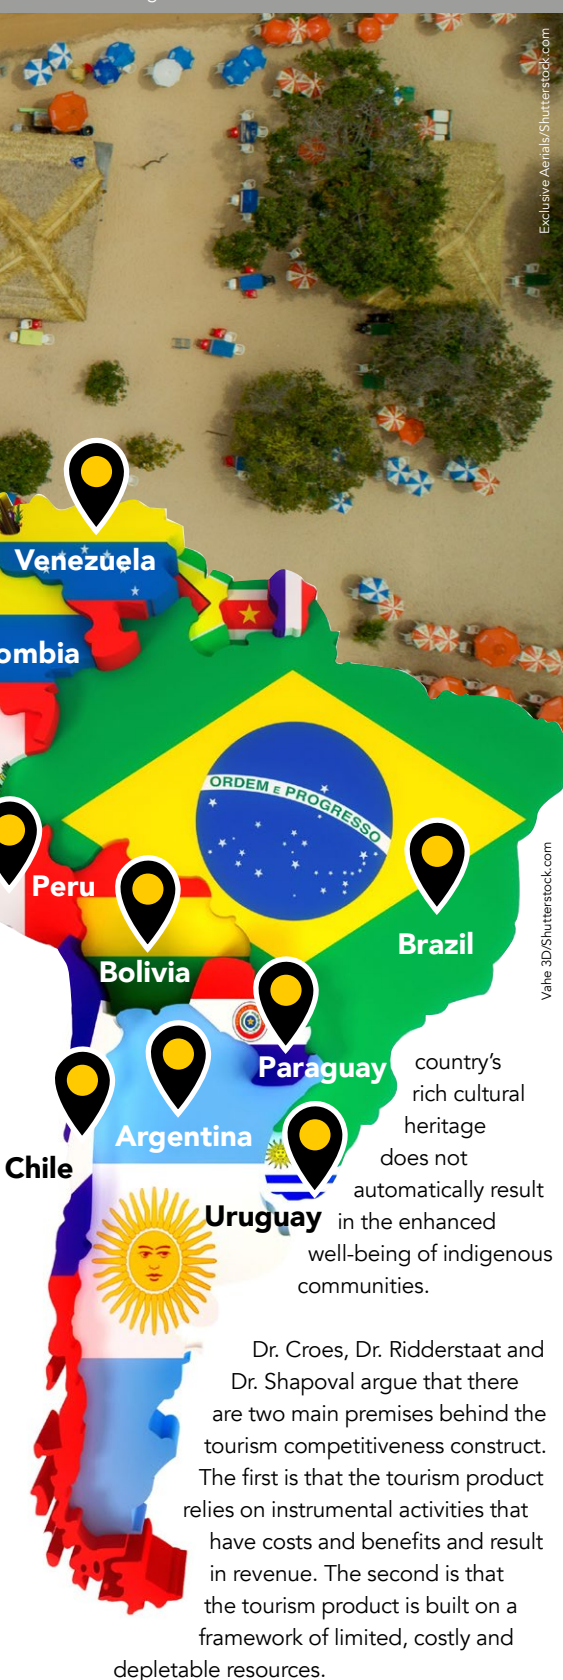 Exclusive Aerials/Shutterstock.com
Venezuela
ombia
ORDEM E PROGRESSO
Peru
Bolivia
Brazil
Vahe 3D/Shutterstock.com
Paraguay
Argentina
Chile
Uruguay
country’s
rich cultural
heritage
does not
automatically result
in the enhanced
well-being of indigenous
communities.
Dr. Croes, Dr. Ridderstaat and
Dr. Shapoval argue that there
are two main premises behind the
tourism competitiveness construct.
The first is that the tourism product
relies on instrumental activities that
have costs and benefits and result
in revenue. The second is that
the tourism product is built on a
framework of limited, costly and
depletable resources.